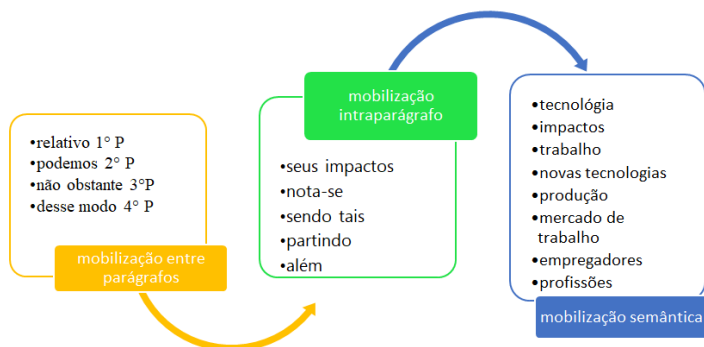 •relativo 1° P
•podemos 2° P
•não obstante 3°P
•desse modo 4° P
mobilização entre
parágrafos
mobilização
intraparágrafo
•seus impactos
•nota-se
•sendo tais
•partindo
•além
•tecnológia
•impactos
•trabalho
•novas tecnologias
•produção
•mercado de
trabalho
•empregadores
•profissões
mobilização semântica